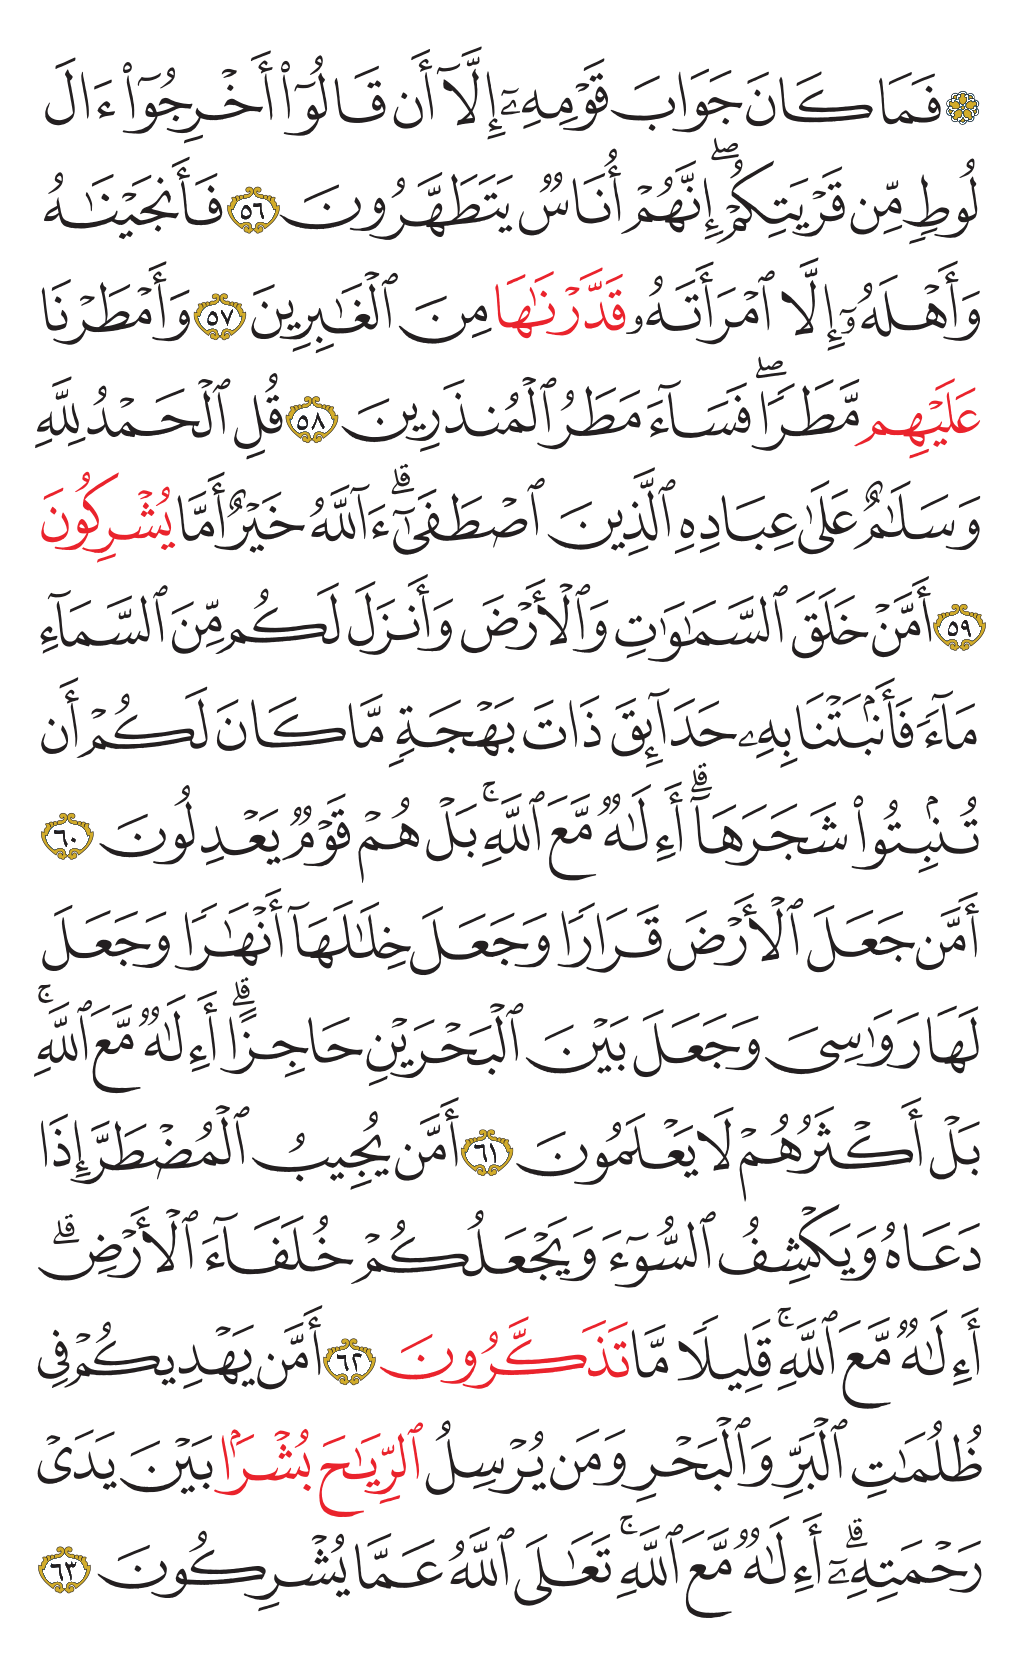 ۞ فَمَا كَانَ جَوَابَ قَوْمِهِۦٓ إِلَّآ أَن قَالُوٓا۟ أَخْرِجُوٓا۟ ءَالَ
لُوطٍ مِّن قَرْيَتِكُمْ ۖ إِنَّهُمْ أُنَاسٌ يَتَطَهَّرُونَ ٥٦ فَأَنجَيْنَٰهُ
وَأَهْلَهُۥٓ إِلَّا ٱمْرَأَتَهُۥ قَدَّرْنَٰهَا مِنَ ٱلْغَٰبِرِينَ ٥٧ وَأَمْطَرْنَا
عَلَيْهِم مَّطَرًا ۖ فَسَآءَ مَطَرُ ٱلْمُنذَرِينَ ٥٨ قُلِ ٱلْحَمْدُ لِلَّهِ
وَسَلَٰمٌ عَلَىٰ عِبَادِهِ ٱلَّذِينَ ٱصْطَفَىٰٓ ۗ ءَآللَّهُ خَيْرٌ أَمَّا يُشْرِكُونَ
٥٩ أَمَّنْ خَلَقَ ٱلسَّمَٰوَٰتِ وَٱلْأَرْضَ وَأَنزَلَ لَكُم مِّنَ ٱلسَّمَآءِ
مَآءً فَأَنۢبَتْنَا بِهِۦ حَدَآئِقَ ذَاتَ بَهْجَةٍ مَّا كَانَ لَكُمْ أَن
تُنۢبِتُوا۟ شَجَرَهَآ ۗ أَءِلَٰهٌ مَّعَ ٱللَّهِ ۚ بَلْ هُمْ قَوْمٌ يَعْدِلُونَ ٦٠
أَمَّن جَعَلَ ٱلْأَرْضَ قَرَارًا وَجَعَلَ خِلَٰلَهَآ أَنْهَٰرًا وَجَعَلَ
لَهَا رَوَٰسِىَ وَجَعَلَ بَيْنَ ٱلْبَحْرَيْنِ حَاجِزًا ۗ أَءِلَٰهٌ مَّعَ ٱللَّهِ ۚ
بَلْ أَكْثَرُهُمْ لَا يَعْلَمُونَ ٦١ أَمَّن يُجِيبُ ٱلْمُضْطَرَّ إِذَا
دَعَاهُ وَيَكْشِفُ ٱلسُّوٓءَ وَيَجْعَلُكُمْ خُلَفَآءَ ٱلْأَرْضِ ۗ
أَءِلَٰهٌ مَّعَ ٱللَّهِ ۚ قَلِيلًا مَّا تَذَكَّرُونَ ٦٢ أَمَّن يَهْدِيكُمْ فِى
ظُلُمَٰتِ ٱلْبَرِّ وَٱلْبَحْرِ وَمَن يُرْسِلُ ٱلرِّيَٰحَ بُشْرًۢا بَيْنَ يَدَىْ
رَحْمَتِهِۦٓ ۗ أَءِلَٰهٌ مَّعَ ٱللَّهِ ۚ تَعَٰلَى ٱللَّهُ عَمَّا يُشْرِكُونَ ٦٣